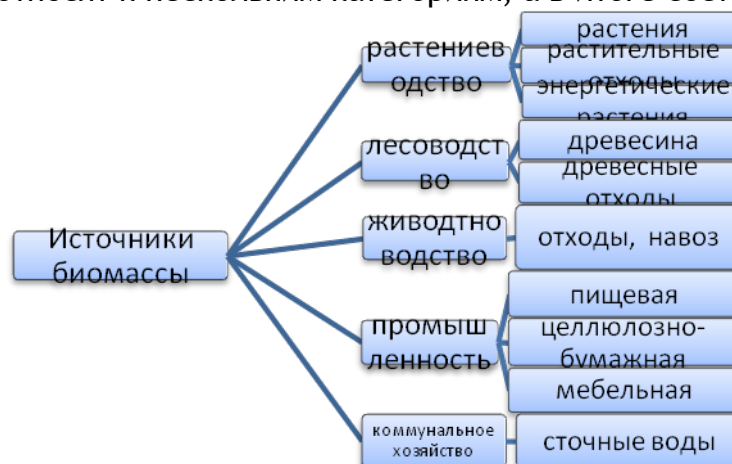 растения
растительные
отходы
энергетические
растения
растениев
одство
древесина
древесные
отходы
лесоводст
во
отходы, навоз
живодтно
водство
Источники
биомассы
пищевая
целлюлозно-
бумажная
мебельная
промыш
ленность
сточные воды
коммунальное
хозяйство